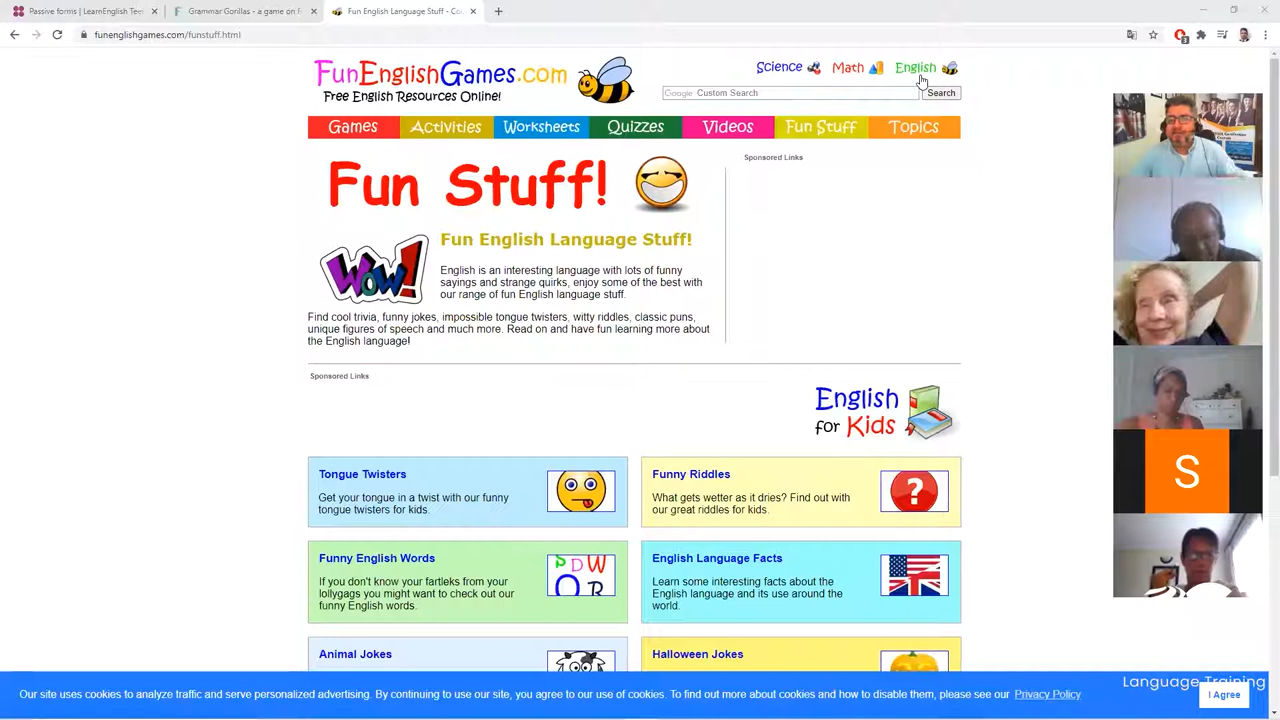 Passive forms | LearnEnglish Tee
Grammar Gorillas - a game on F
Fun English Language Stuff - Co
funenglishgames.com/funstuff.html
3
FunEnglishGames.com
Free English Resources Online!
Science
Math
English
Google Custom Search
Search
Games
Activities
Worksheets
Quizzes
Videos
Fun Stuff
Topics
Fun Stuff!
Sponsored Links
WOW!
Fun English Language Stuff!
English is an interesting language with lots of funny
sayings and strange quirks, enjoy some of the best with
our range of fun English language stuff.
Find cool trivia, funny jokes, impossible tongue twisters, witty riddles, classic puns,
unique figures of speech and much more. Read on and have fun learning more about
the English language!
Sponsored Links
English
for Kids
Tongue Twisters
Get your tongue in a twist with our funny
tongue twisters for kids.
Funny Riddles
What gets wetter as it dries? Find out with
our great riddles for kids.
?
S
Funny English Words
If you don't know your fartleks from your
lollygags you might want to check out our
funny English words.
P D W
O R
English Language Facts
Learn some interesting facts about the
English language and its use around the
world.
Animal Jokes
Halloween Jokes
Our site uses cookies to analyze traffic and serve personalized advertising. By continuing to use our site, you agree to our use of cookies. To find out more about cookies and how to disable them, please see our Privacy Policy
Language Training
I Agree